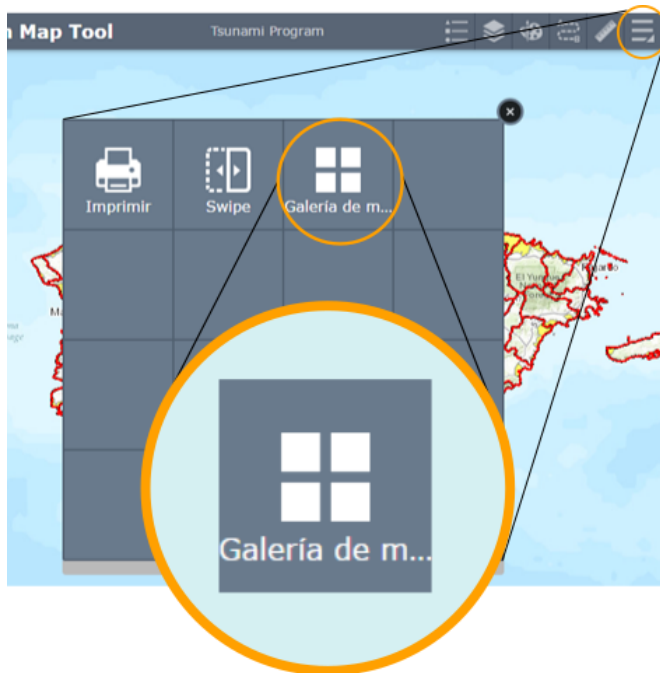 n Map Tool Tsunami Program
Imprimir Swipe Galería de m...
El Yunque
Galería de m...